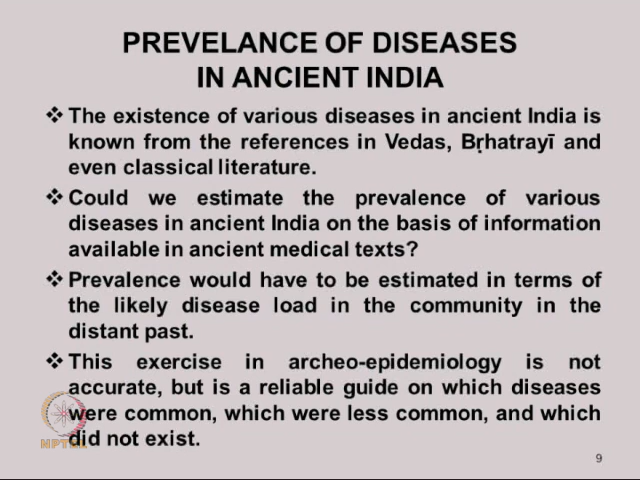 PREVELANCE OF DISEASES
IN ANCIENT INDIA
❖ The existence of various diseases in ancient India is
known from the references in Vedas, Bṛhatrayī and
even classical literature.
❖ Could we estimate the prevalence of various
diseases in ancient India on the basis of information
available in ancient medical texts?
❖ Prevalence would have to be estimated in terms of
the likely disease load in the community in the
distant past.
❖ This exercise in archeo-epidemiology is not
accurate, but is a reliable guide on which diseases
were common, which were less common, and which
did not exist.
NPTEL
9